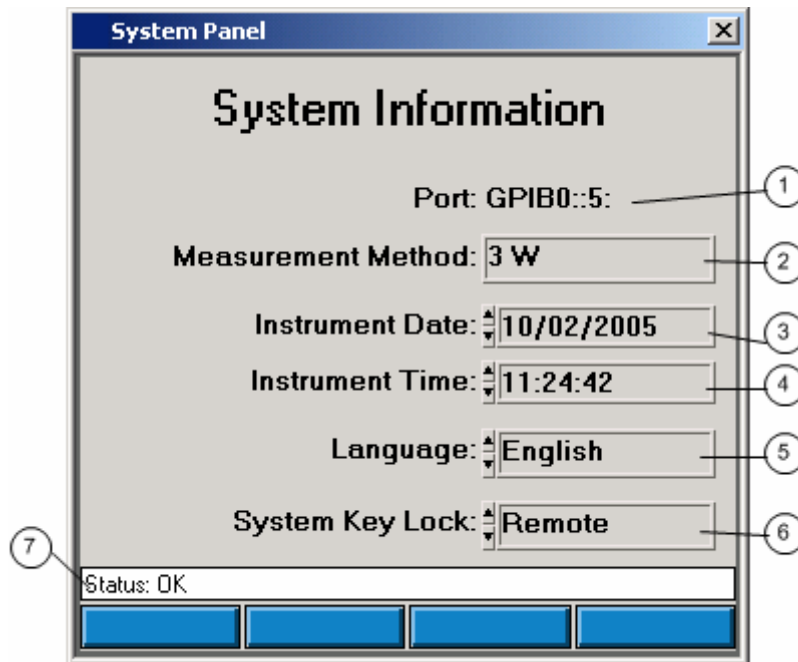 System Panel
System Information
Port: GPIB0::5: 1
Measurement Method: 3 W 2
Instrument Date: 10/02/2005 3
Instrument Time: 11:24:42 4
Language: English 5
System Key Lock: Remote 6
7
Status: OK